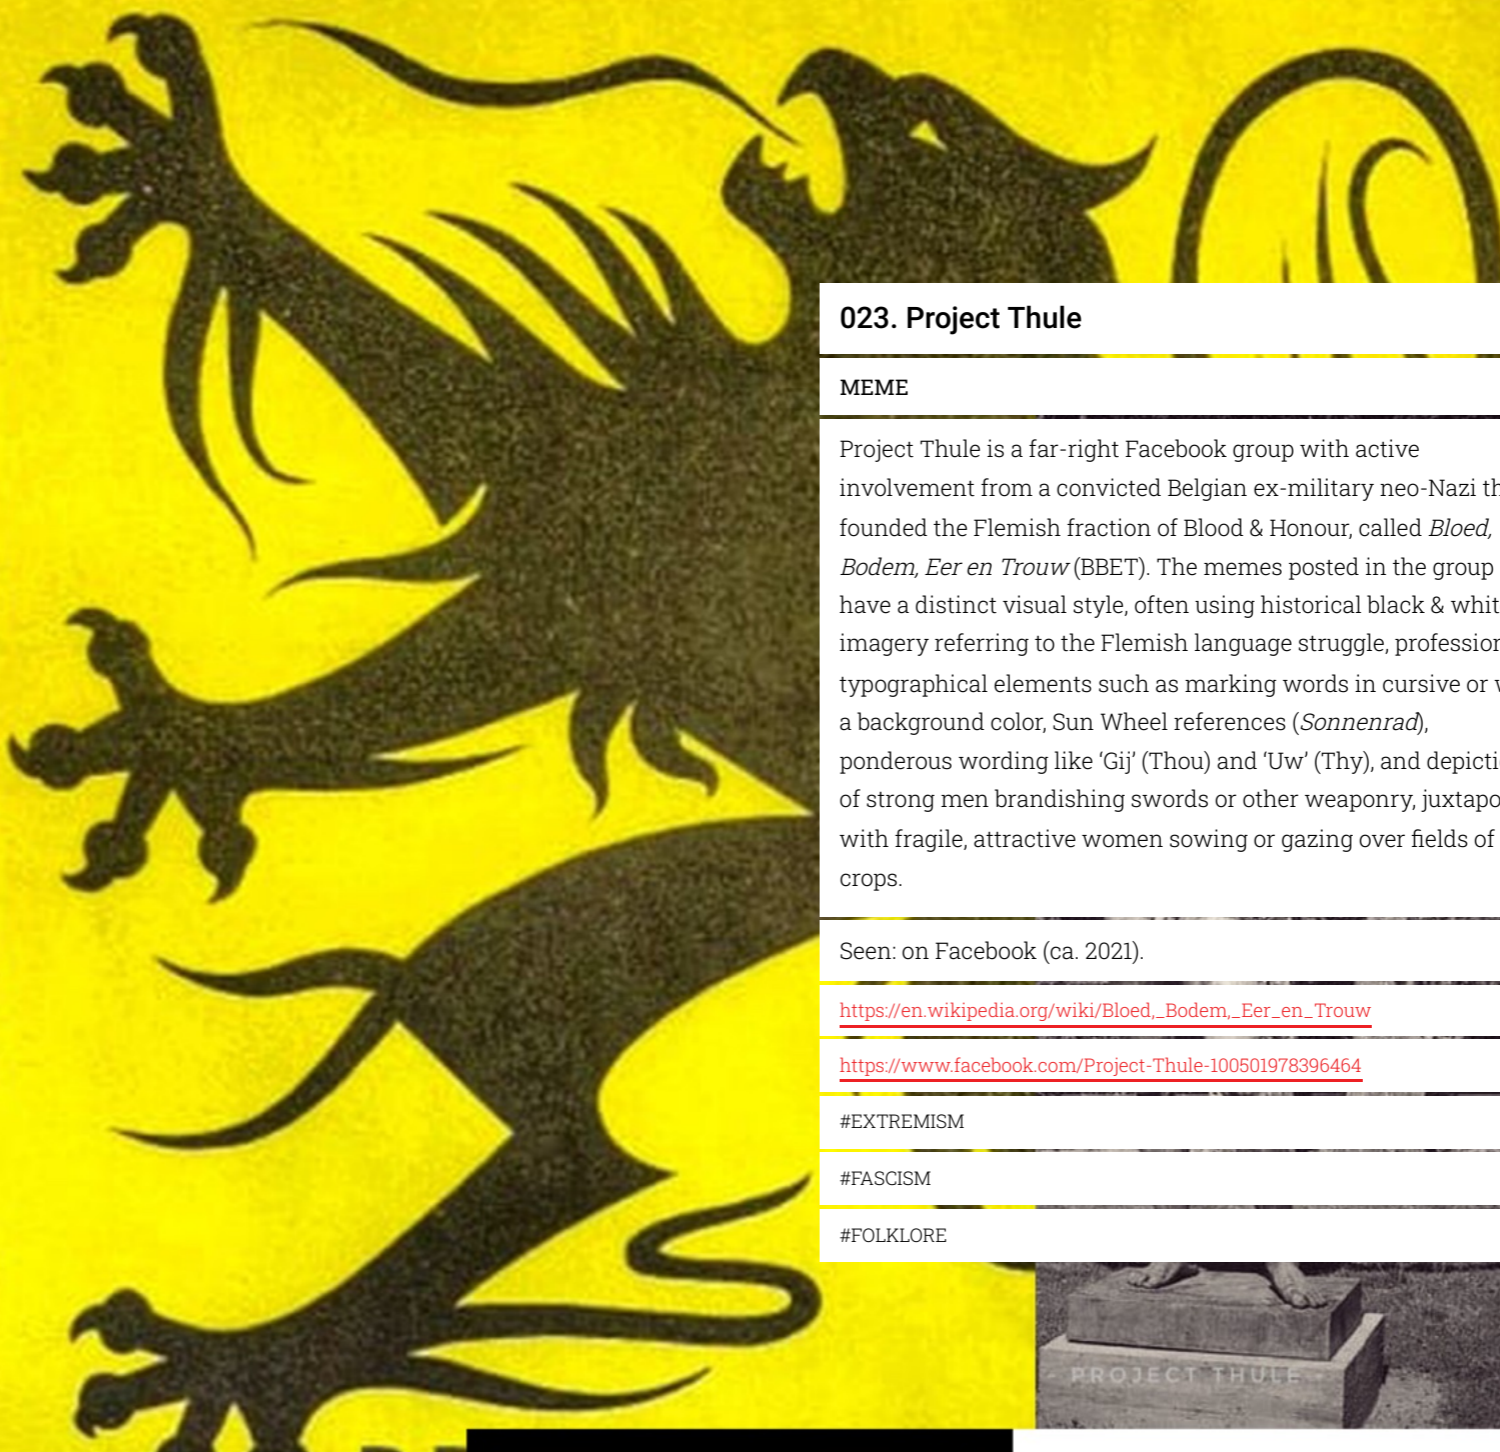 023. Project Thule
MEME
Project Thule is a far-right Facebook group with active
involvement from a convicted Belgian ex-military neo-Nazi th
founded the Flemish fraction of Blood & Honour, called Bloed,
Bodem, Eer en Trouw (BBET). The memes posted in the group
have a distinct visual style, often using historical black & whit
imagery referring to the Flemish language struggle, profession
typographical elements such as marking words in cursive or w
a background color, Sun Wheel references (Sonnenrad),
ponderous wording like ‘Gij’ (Thou) and ‘Uw’ (Thy), and depicti
of strong men brandishing swords or other weaponry, juxtapo
with fragile, attractive women sowing or gazing over fields of
crops.
Seen: on Facebook (ca. 2021).
https://en.wikipedia.org/wiki/Bloed,_Bodem,_Eer_en_Trouw
https://www.facebook.com/Project-Thule-100501978396464
#EXTREMISM
#FASCISM
#FOLKLORE
- PROJECT THULE -